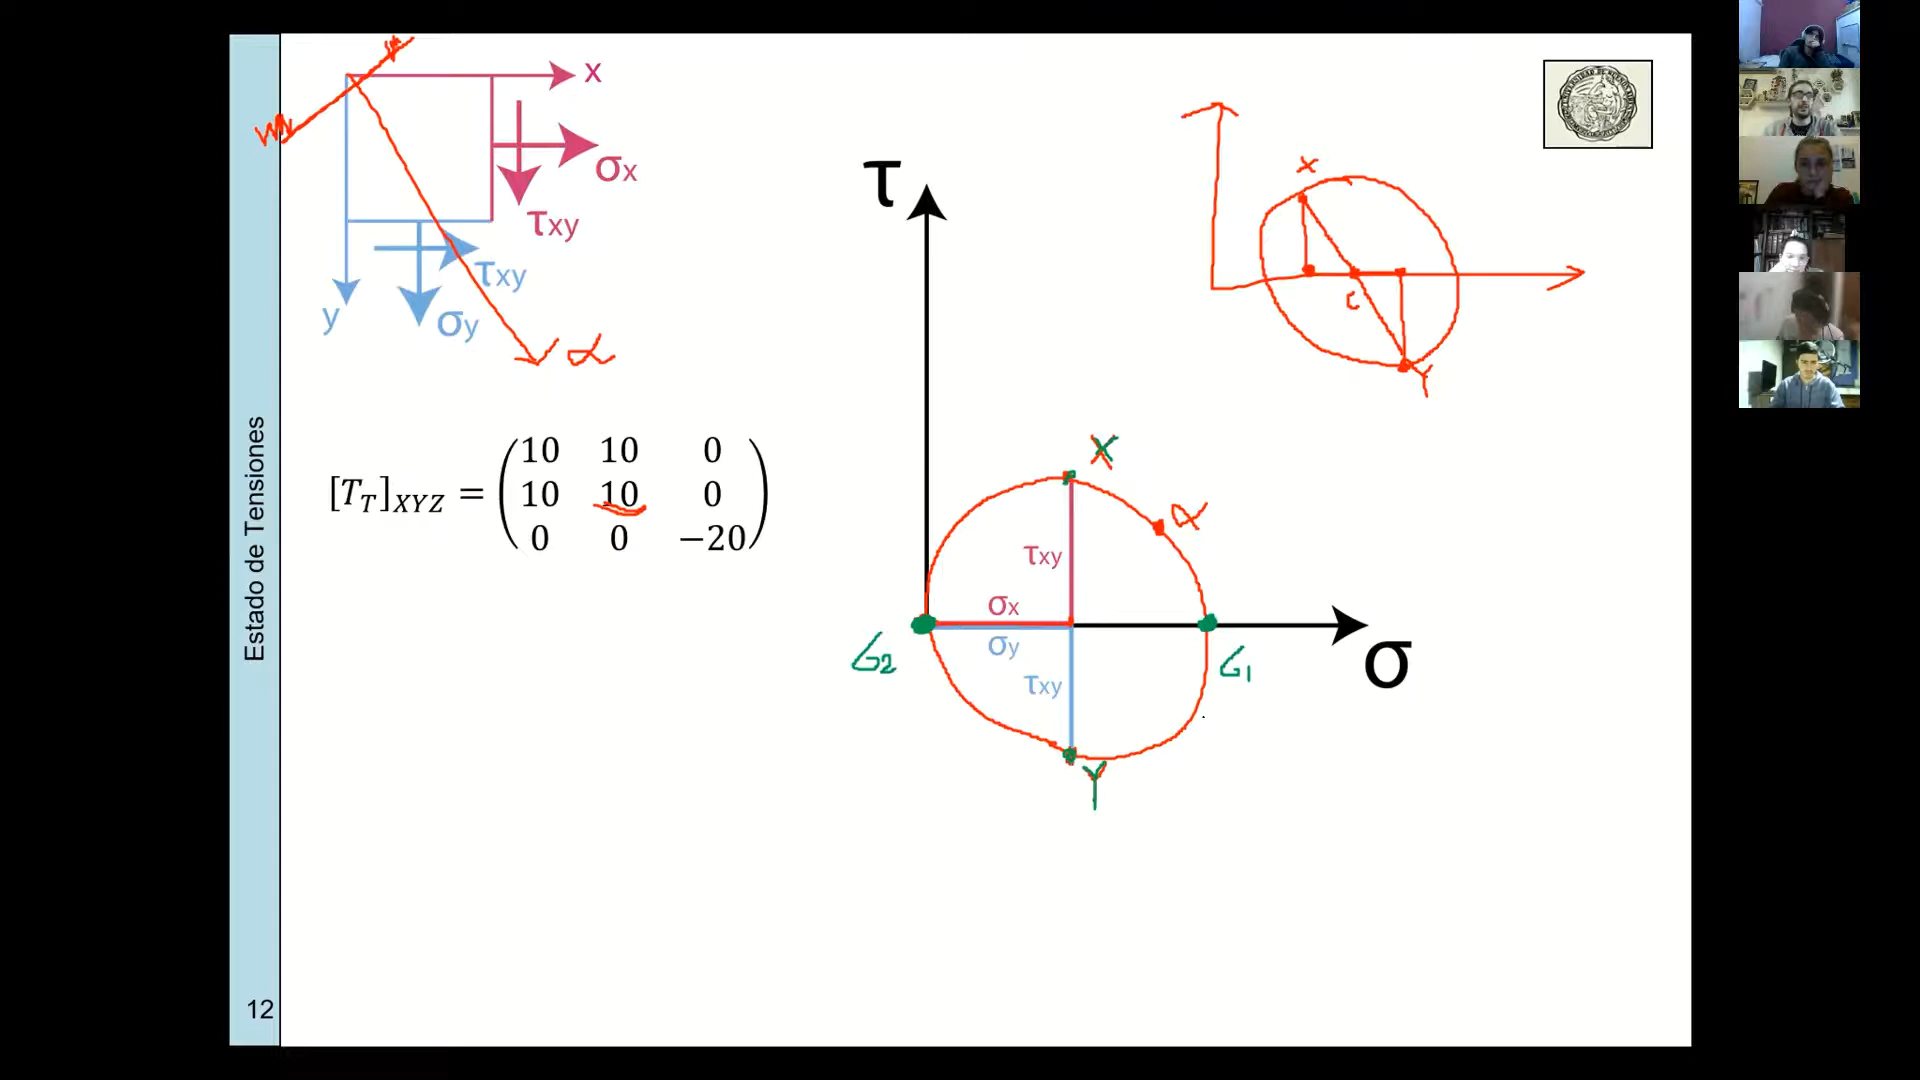 Estado de Tensiones
12
x
σx
τxy
τxy
y
σy
α
[T_T]_XYZ =
10 10 0
10 10 0
0 0 −20
τ
X
α
τxy
σx
σy
τxy
σ2
σ1
σ
Y
X
C
Y